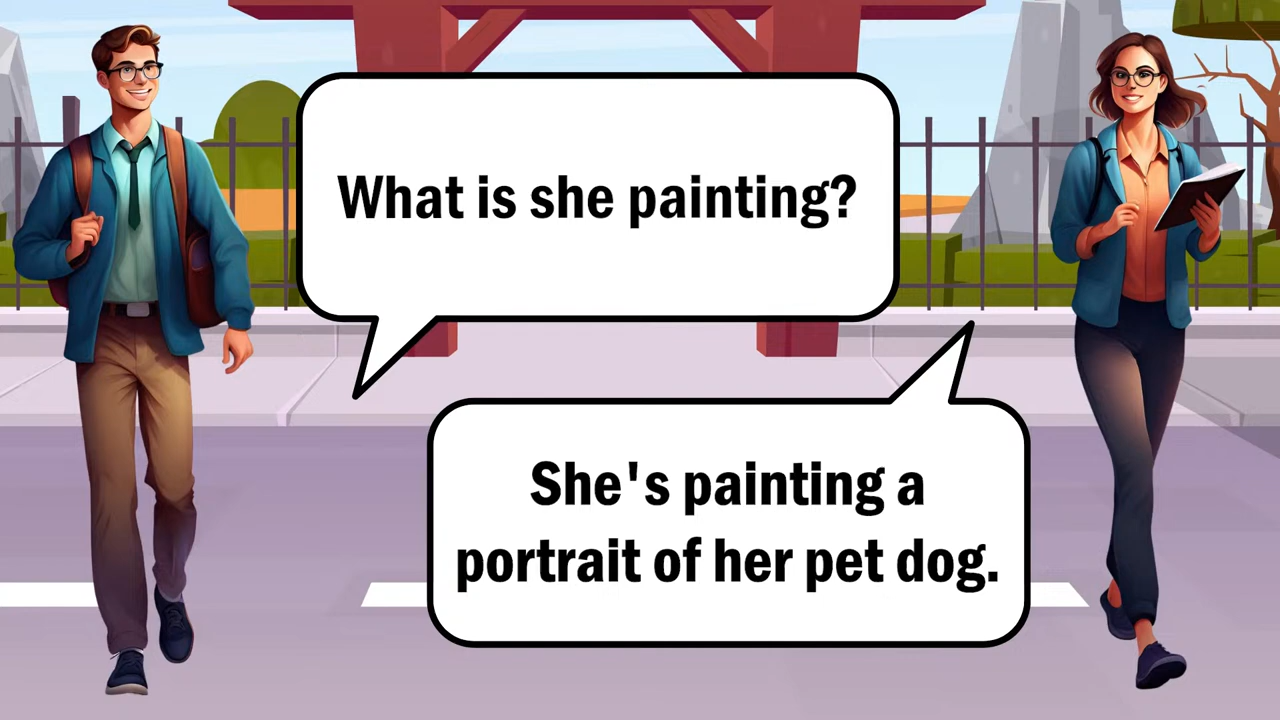 What is she painting?
She's painting a
portrait of her pet dog.